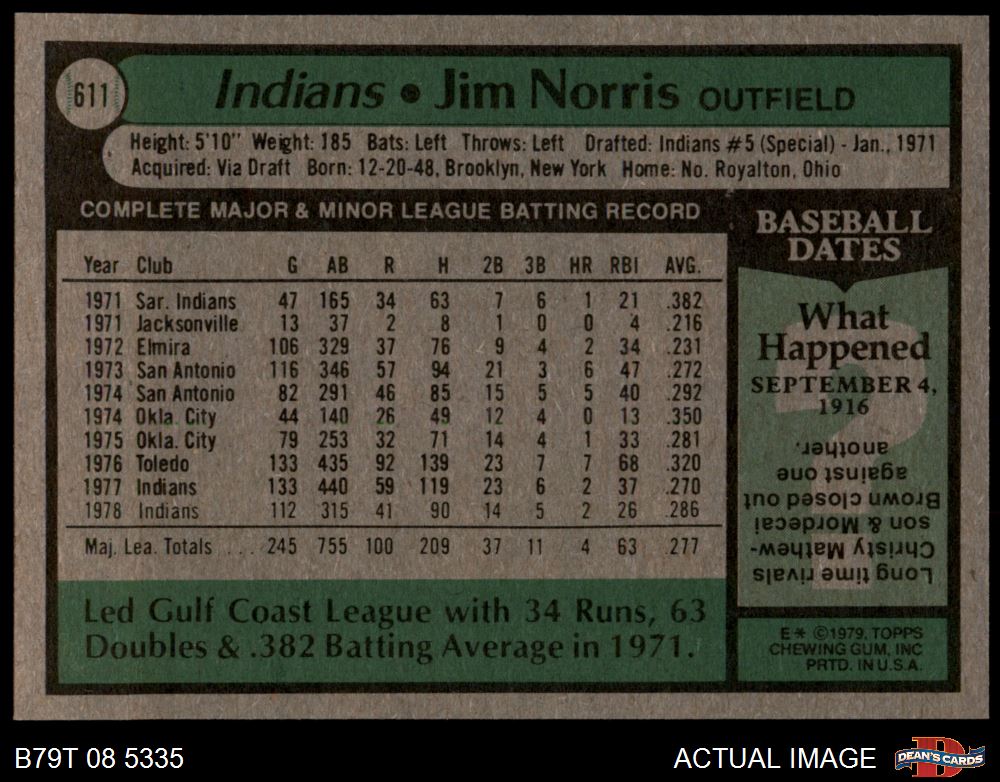 611
Indians • Jim Norris OUTFIELD
Height: 5'10" Weight: 185 Bats: Left Throws: Left Drafted: Indians #5 (Special) - Jan., 1971
Acquired: Via Draft Born: 12-20-48, Brooklyn, New York Home: No. Royalton, Ohio
COMPLETE MAJOR & MINOR LEAGUE BATTING RECORD
Year Club G AB R H 2B 3B HR RBI AVG.
1971 Sar. Indians 47 165 34 63 7 6 1 21 .382
1971 Jacksonville 13 37 2 8 1 0 0 4 .216
1972 Elmira 106 329 37 76 9 4 2 34 .231
1973 San Antonio 116 346 57 94 21 3 6 47 .272
1974 San Antonio 82 291 46 85 15 5 5 40 .292
1974 Okla. City 44 140 26 49 12 4 0 13 .350
1975 Okla. City 79 253 32 71 14 4 1 33 .281
1976 Toledo 133 435 92 139 23 7 7 68 .320
1977 Indians 133 440 59 119 23 6 2 37 .270
1978 Indians 112 315 41 90 14 5 2 26 .286
Maj. Lea. Totals ... 245 755 100 209 37 11 4 63 .277
Led Gulf Coast League with 34 Runs, 63
Doubles & .382 Batting Average in 1971.
BASEBALL
DATES
What
Happened
SEPTEMBER 4,
1916
Long time rivals
Christy Mathew-
son & Mordecai
Brown closed out
against one
another.
E* ©1979, TOPPS
CHEWING GUM, INC
PRTD. IN U.S.A.
B79T 08 5335
ACTUAL IMAGE
D
DEAN'S CARDS